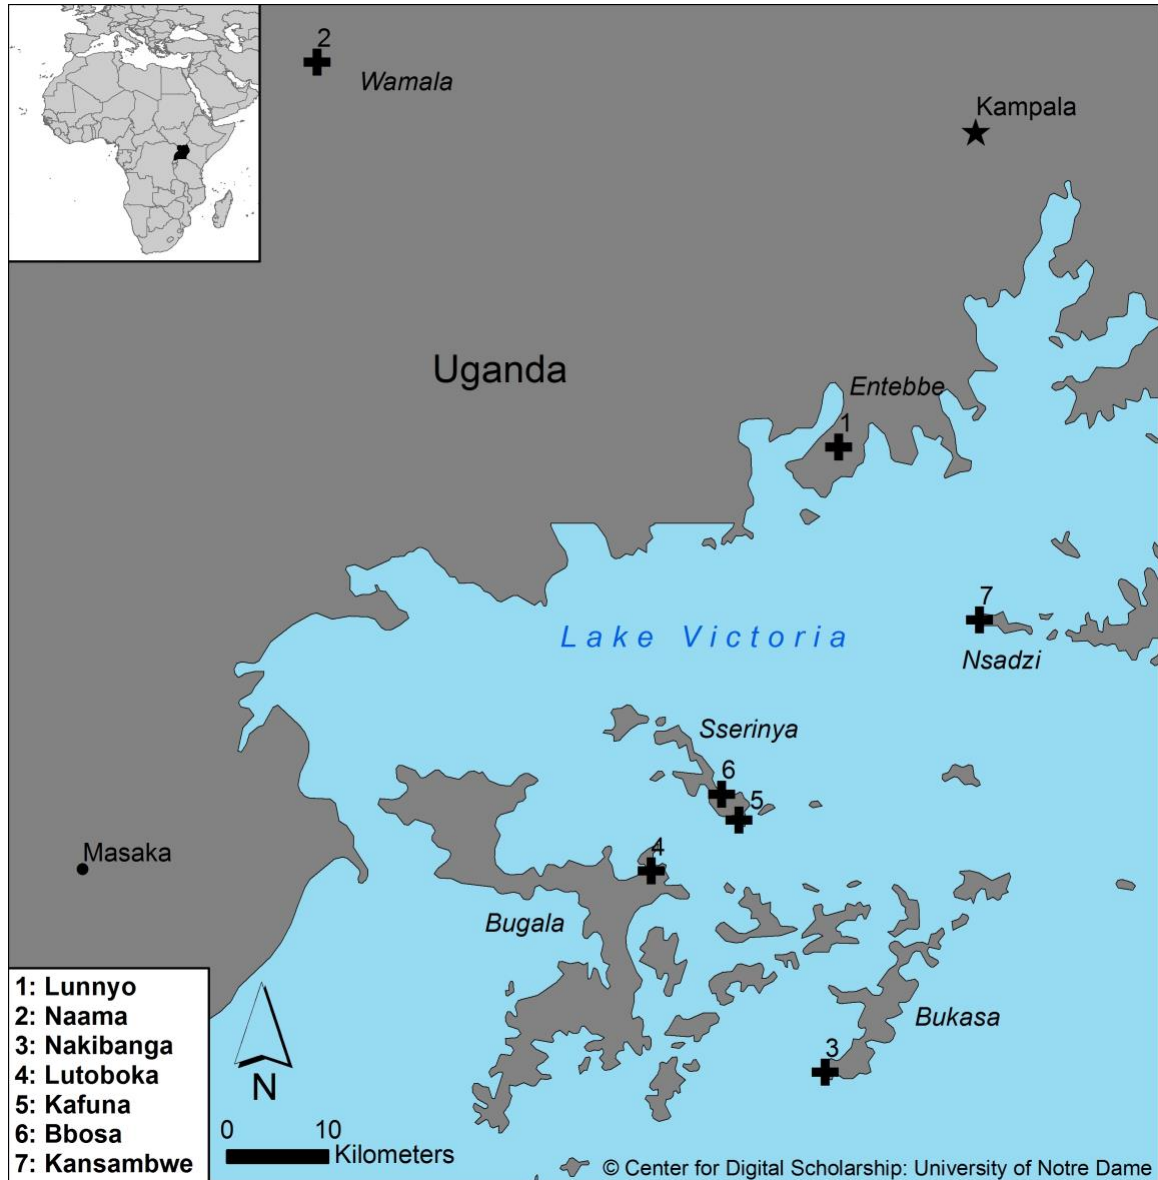 2
Wamala
Kampala
Uganda
Entebbe
1
Lake Victoria
7
Nsadzi
Sserinya
6
5
Masaka
4
Bugala
Bukasa
3
1: Lunnyo
2: Naama
3: Nakibanga
4: Lutoboka
5: Kafuna
6: Bbosa
7: Kansambwe
N
0 10
Kilometers
© Center for Digital Scholarship: University of Notre Dame